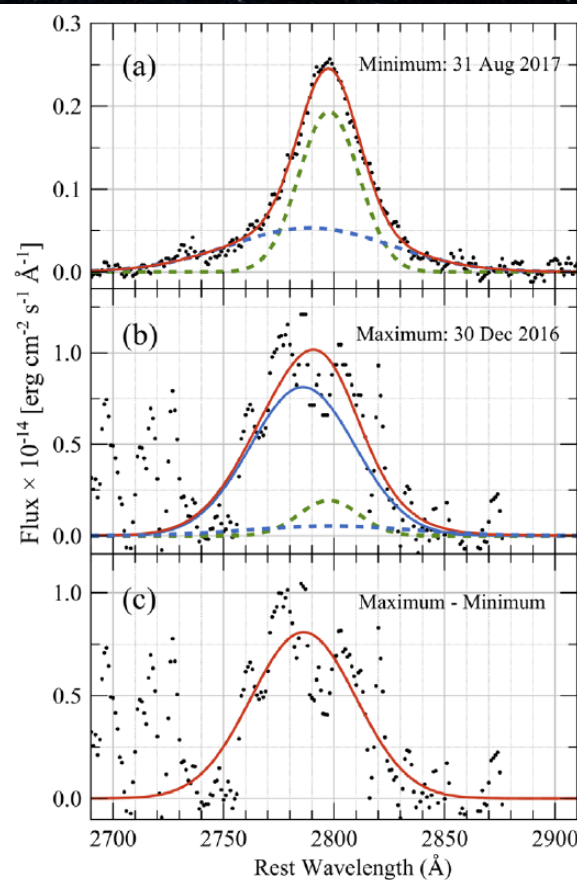 0.3
(a)
Minimum: 31 Aug 2017
0.2
0.1
0.0
(b)
Maximum: 30 Dec 2016
1.0
0.5
0.0
(c)
Maximum - Minimum
1.0
0.5
0.0
Flux × 10⁻¹⁴ [erg cm⁻² s⁻¹ Å⁻¹]
2700 2750 2800 2850 2900
Rest Wavelength (Å)